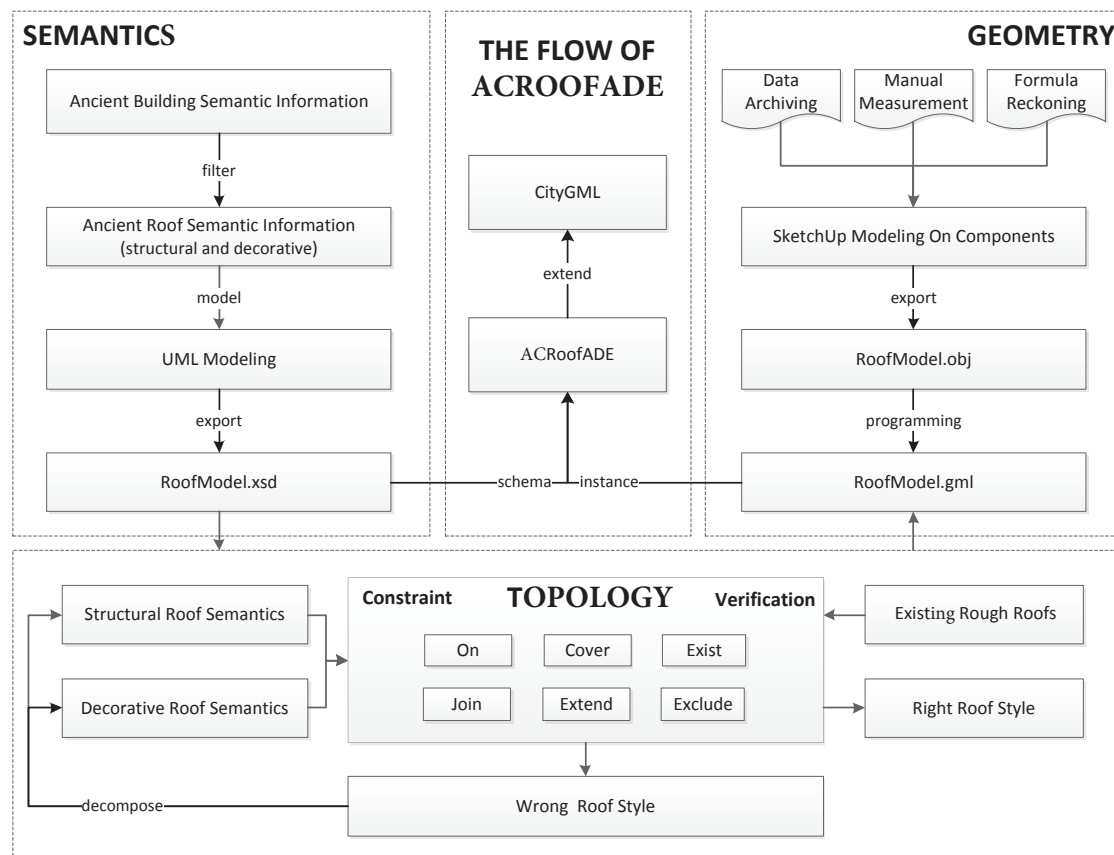 SEMANTICS
Ancient Building Semantic Information
filter
Ancient Roof Semantic Information
(structural and decorative)
model
UML Modeling
export
RoofModel.xsd
THE FLOW OF
ACROOFADE
CityGML
extend
ACRoofADE
schema
instance
GEOMETRY
Data
Archiving
Manual
Measurement
Formula
Reckoning
SketchUp Modeling On Components
export
RoofModel.obj
programming
RoofModel.gml
Structural Roof Semantics
Decorative Roof Semantics
Constraint
TOPOLOGY
Verification
On
Cover
Exist
Join
Extend
Exclude
Existing Rough Roofs
Right Roof Style
decompose
Wrong Roof Style